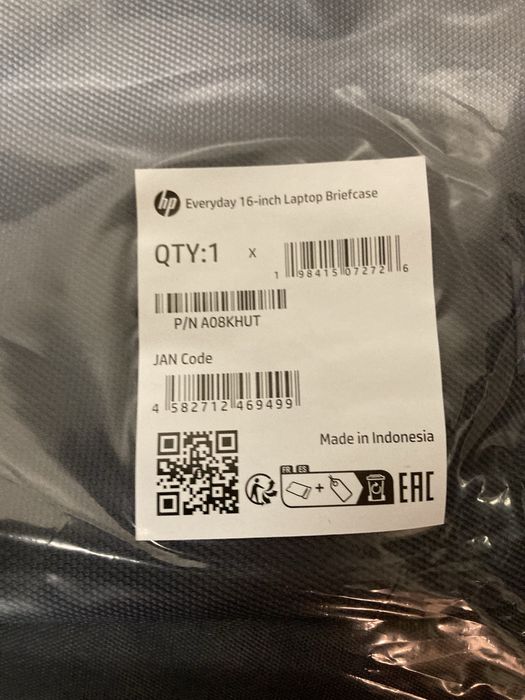 hp Everyday 16-inch Laptop Briefcase
QTY:1 x
1 98415 07272 6
P/N A08KHUT
JAN Code
4 582712 469499
Made in Indonesia
FR ES
+
EAC